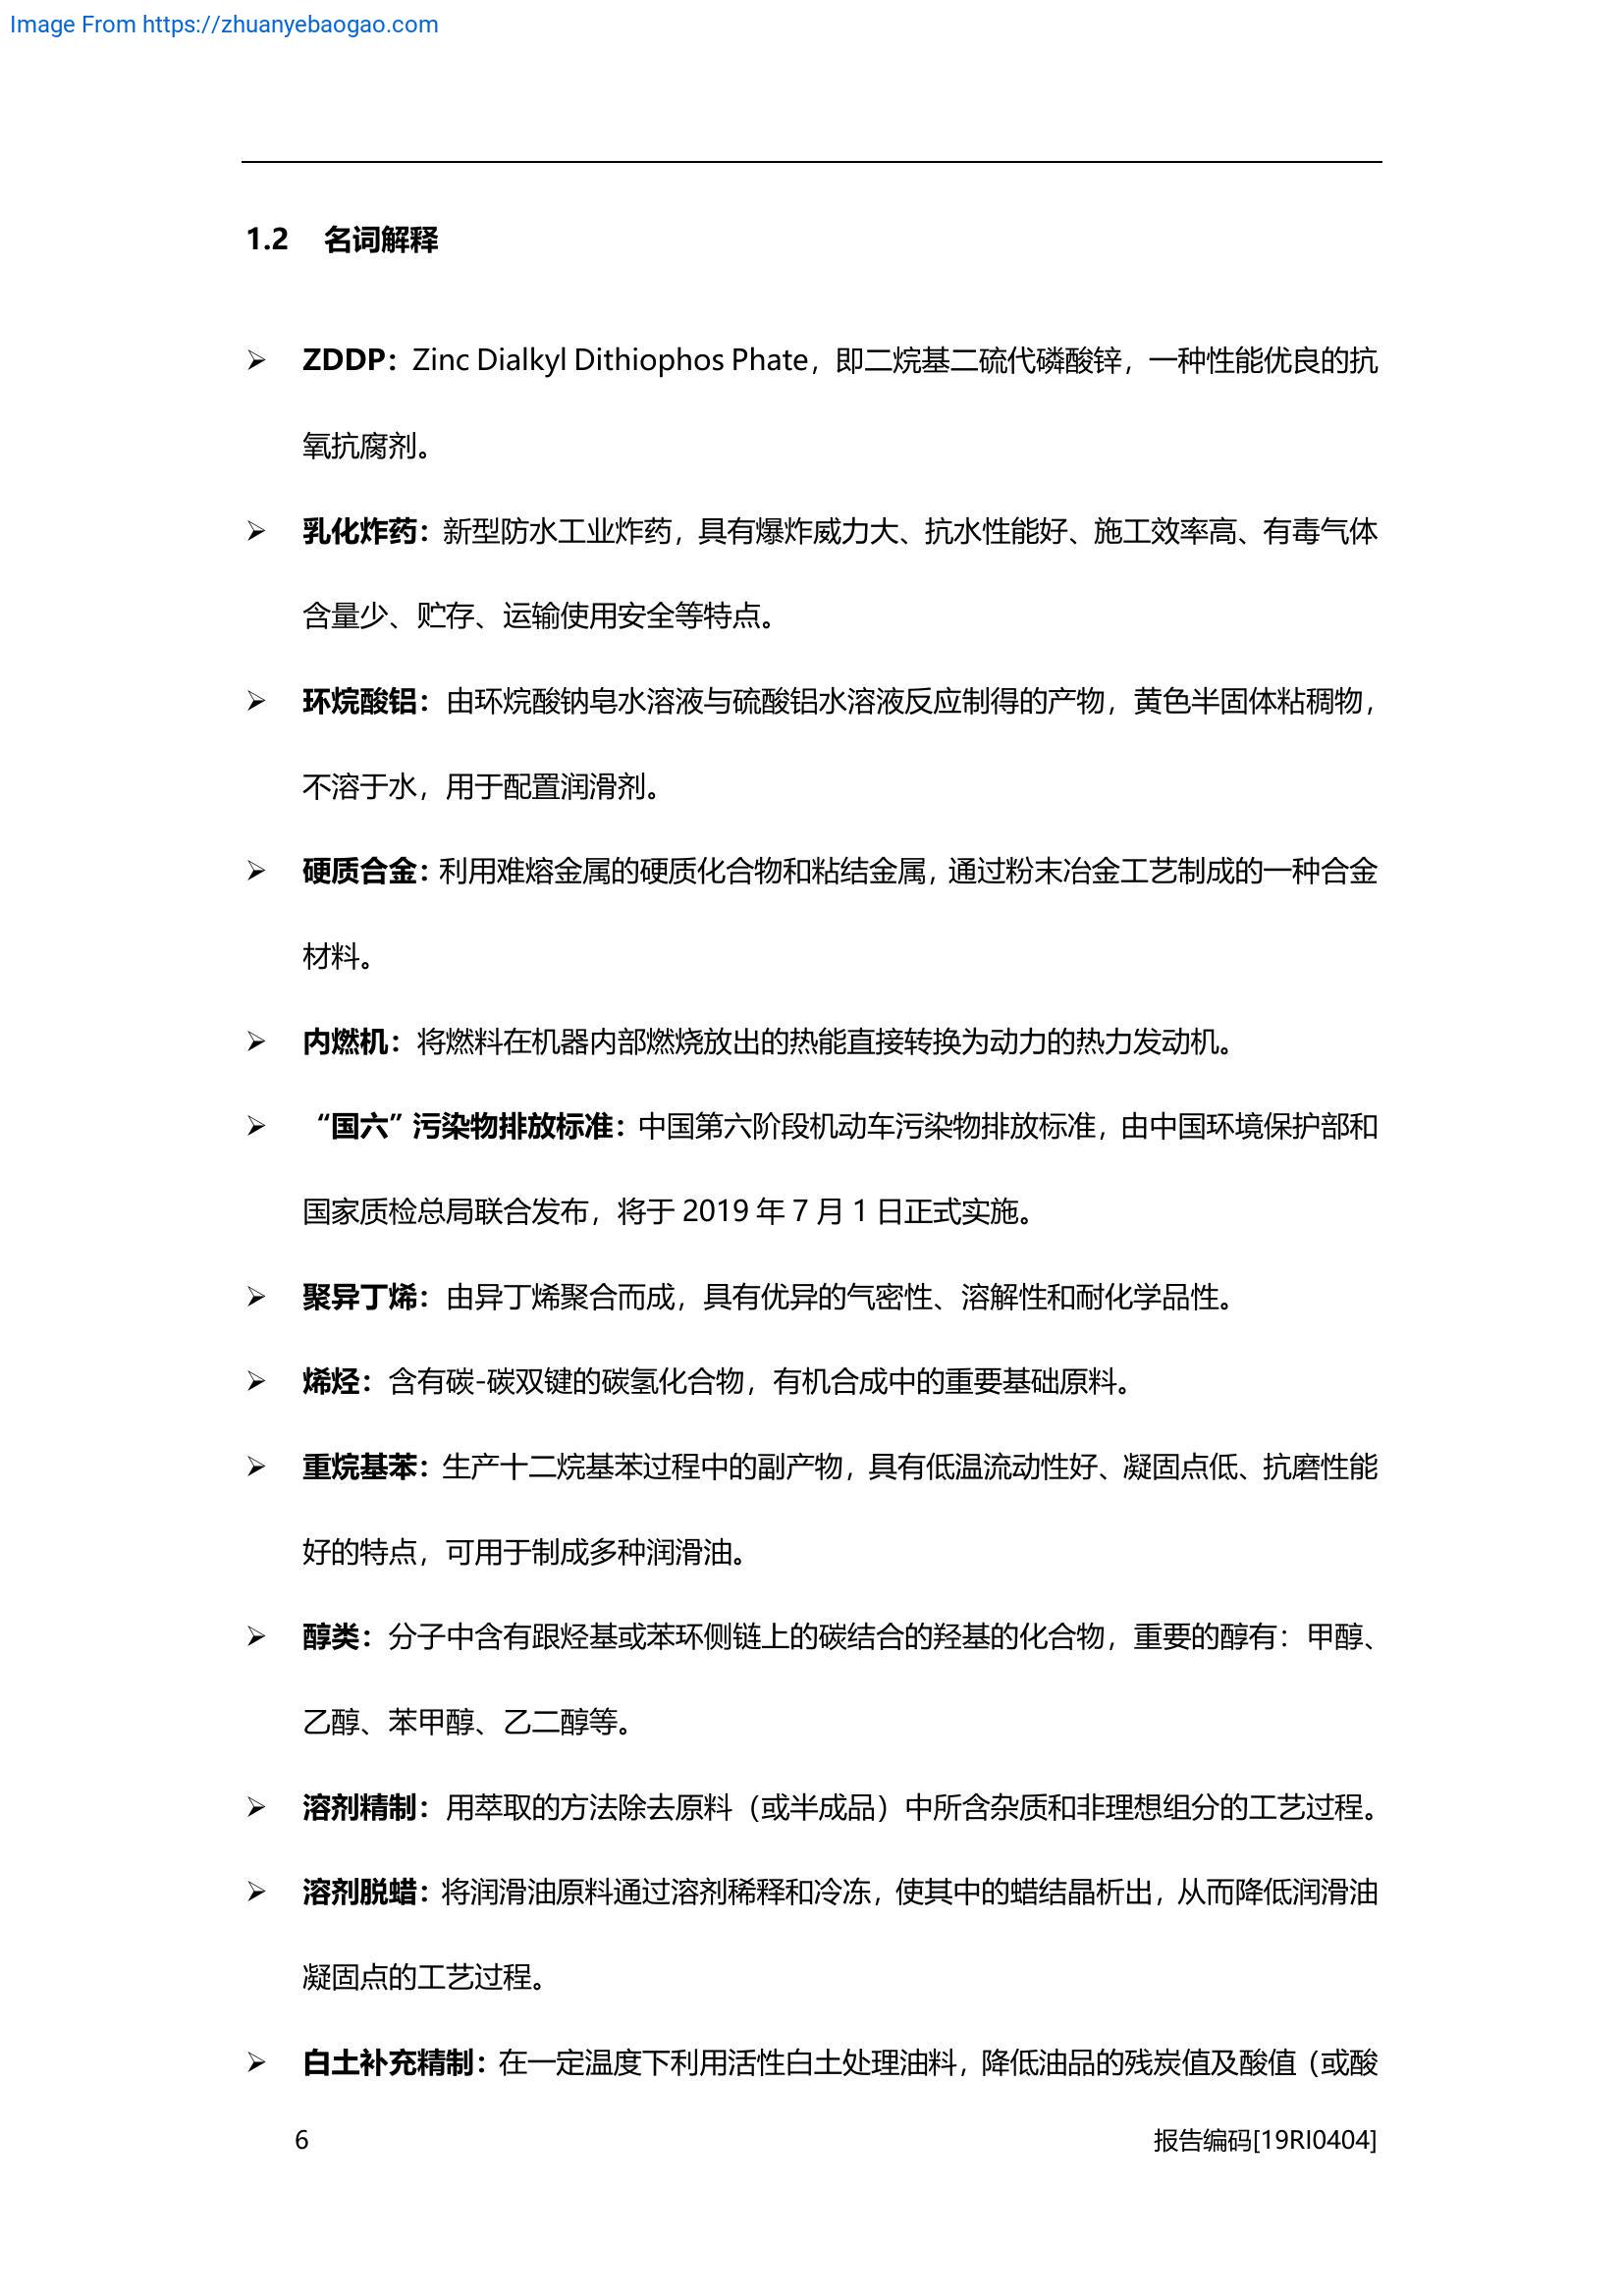 Image From https://zhuanyebaogao.com
1.2 名词解释
➢ ZDDP：Zinc Dialkyl Dithiophos Phate，即二烷基二硫代磷酸锌，一种性能优良的抗
氧抗腐剂。
➢ 乳化炸药：新型防水工业炸药，具有爆炸威力大、抗水性能好、施工效率高、有毒气体
含量少、贮存、运输使用安全等特点。
➢ 环烷酸铝：由环烷酸钠皂水溶液与硫酸铝水溶液反应制得的产物，黄色半固体粘稠物，
不溶于水，用于配置润滑剂。
➢ 硬质合金：利用难熔金属的硬质化合物和粘结金属，通过粉末冶金工艺制成的一种合金
材料。
➢ 内燃机：将燃料在机器内部燃烧放出的热能直接转换为动力的热力发动机。
➢ “国六”污染物排放标准：中国第六阶段机动车污染物排放标准，由中国环境保护部和
国家质检总局联合发布，将于 2019 年 7 月 1 日正式实施。
➢ 聚异丁烯：由异丁烯聚合而成，具有优异的气密性、溶解性和耐化学品性。
➢ 烯烃：含有碳-碳双键的碳氢化合物，有机合成中的重要基础原料。
➢ 重烷基苯：生产十二烷基苯过程中的副产物，具有低温流动性好、凝固点低、抗磨性能
好的特点，可用于制成多种润滑油。
➢ 醇类：分子中含有跟烃基或苯环侧链上的碳结合的羟基的化合物，重要的醇有：甲醇、
乙醇、苯甲醇、乙二醇等。
➢ 溶剂精制：用萃取的方法除去原料（或半成品）中所含杂质和非理想组分的工艺过程。
➢ 溶剂脱蜡：将润滑油原料通过溶剂稀释和冷冻，使其中的蜡结晶析出，从而降低润滑油
凝固点的工艺过程。
➢ 白土补充精制：在一定温度下利用活性白土处理油料，降低油品的残炭值及酸值（或酸
6 报告编码[19RI0404]